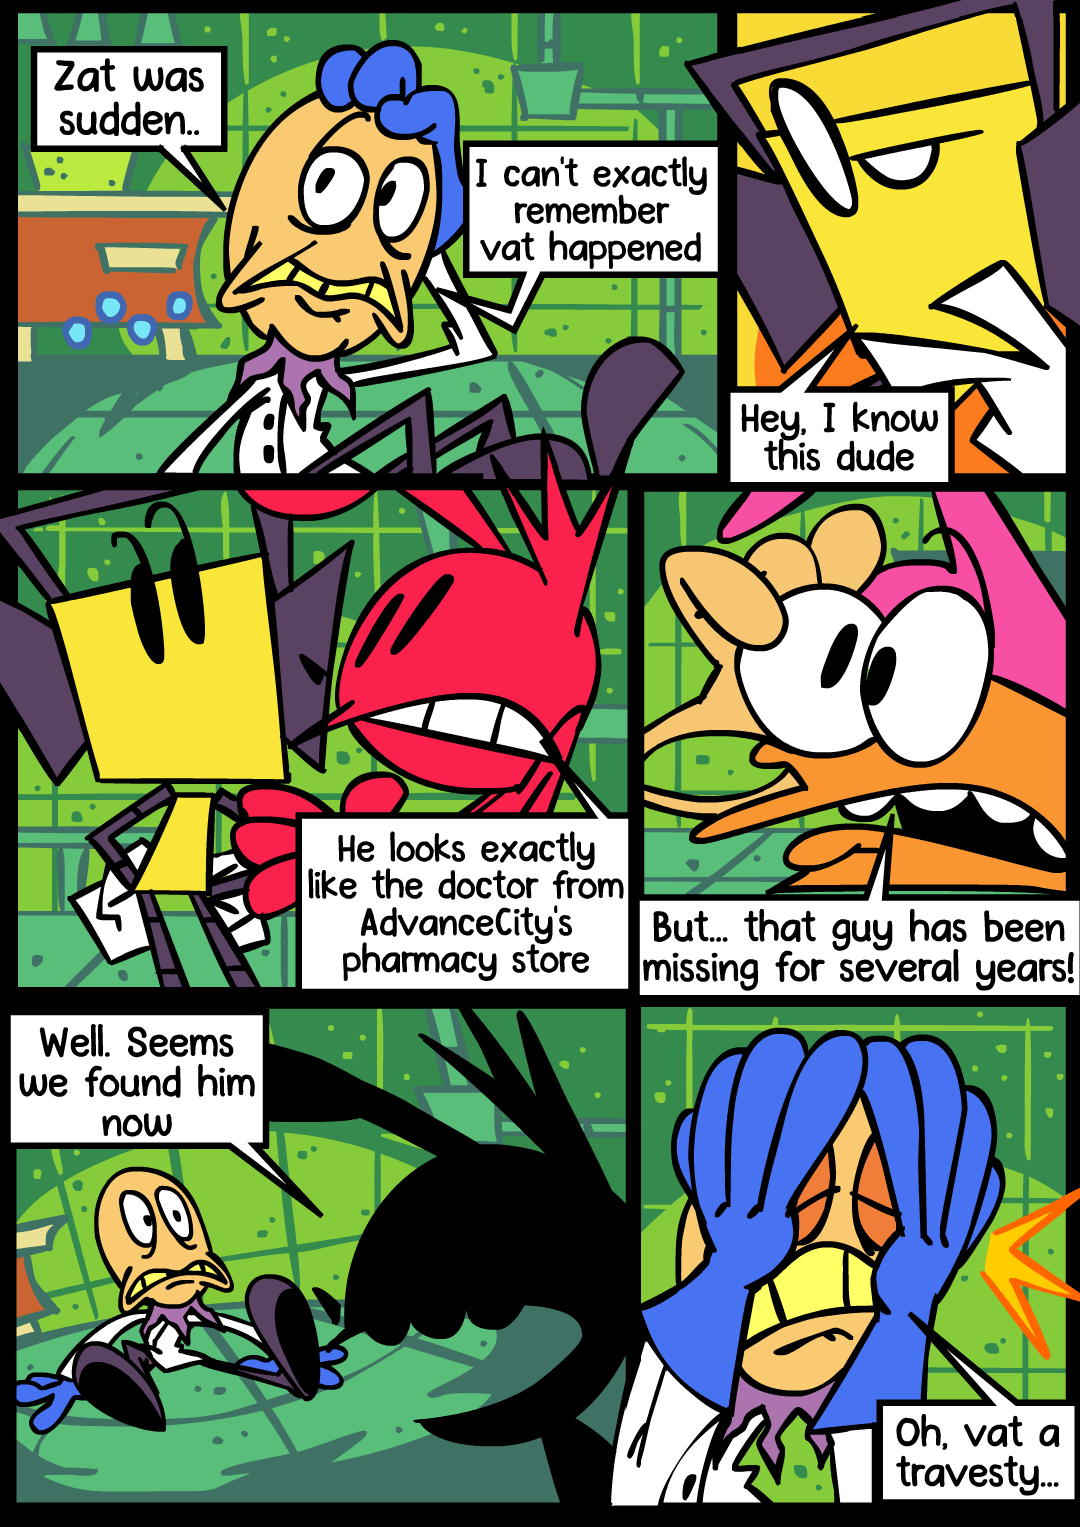 Zat was
sudden..
I can't exactly
remember
vat happened
Hey, I know
this dude
He looks exactly
like the doctor from
AdvanceCity's
pharmacy store
But... that guy has been
missing for several years!
Well. Seems
we found him
now
Oh, vat a
travesty...